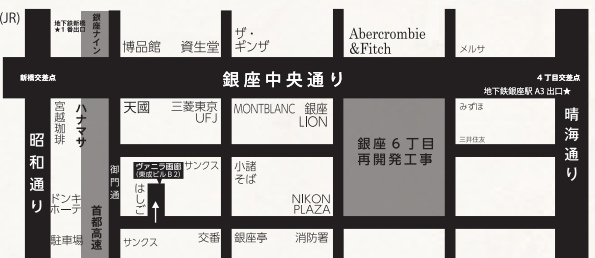 (JR)
地下鉄新橋
★1番出口
銀座ナイン
博品館
資生堂
ザ・
ギンザ
Abercrombie
&Fitch
メルサ
新橋交差点
銀座中央通り
4丁目交差点
地下鉄銀座駅 A3 出口★
宮越珈琲
ハナマサ
天國
三菱東京
UFJ
MONTBLANC
銀座
LION
みずほ
三井住友
昭和通り
晴海通り
銀座6丁目
再開発工事
御門通
ヴァニラ画廊
(東成ビルB2)
サンクス
はしご
小諸
そば
ドンキ
ホーテ
首都高速
NIKON
PLAZA
駐車場
サンクス
交番
銀座亭
消防署